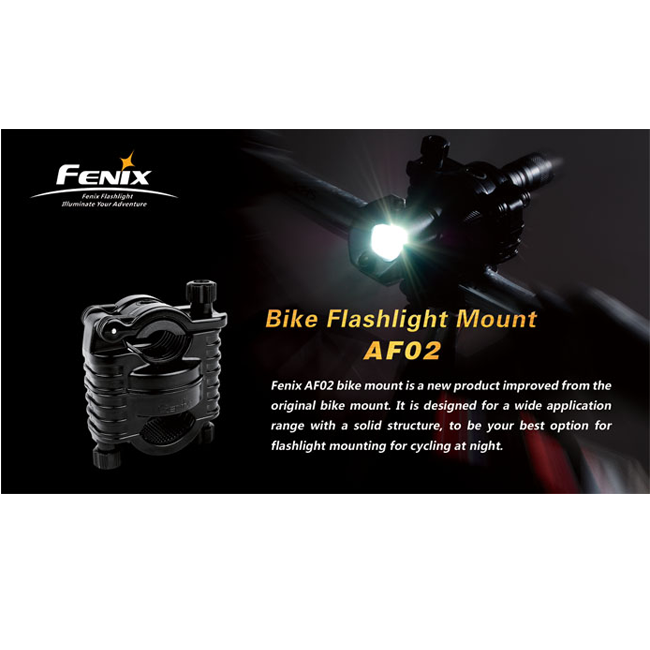 FENIX
Fenix Flashlight
Illuminate Your Adventure
Bike Flashlight Mount
AF02
Fenix AF02 bike mount is a new product improved from the
original bike mount. It is designed for a wide application
range with a solid structure, to be your best option for
flashlight mounting for cycling at night.
Fenix